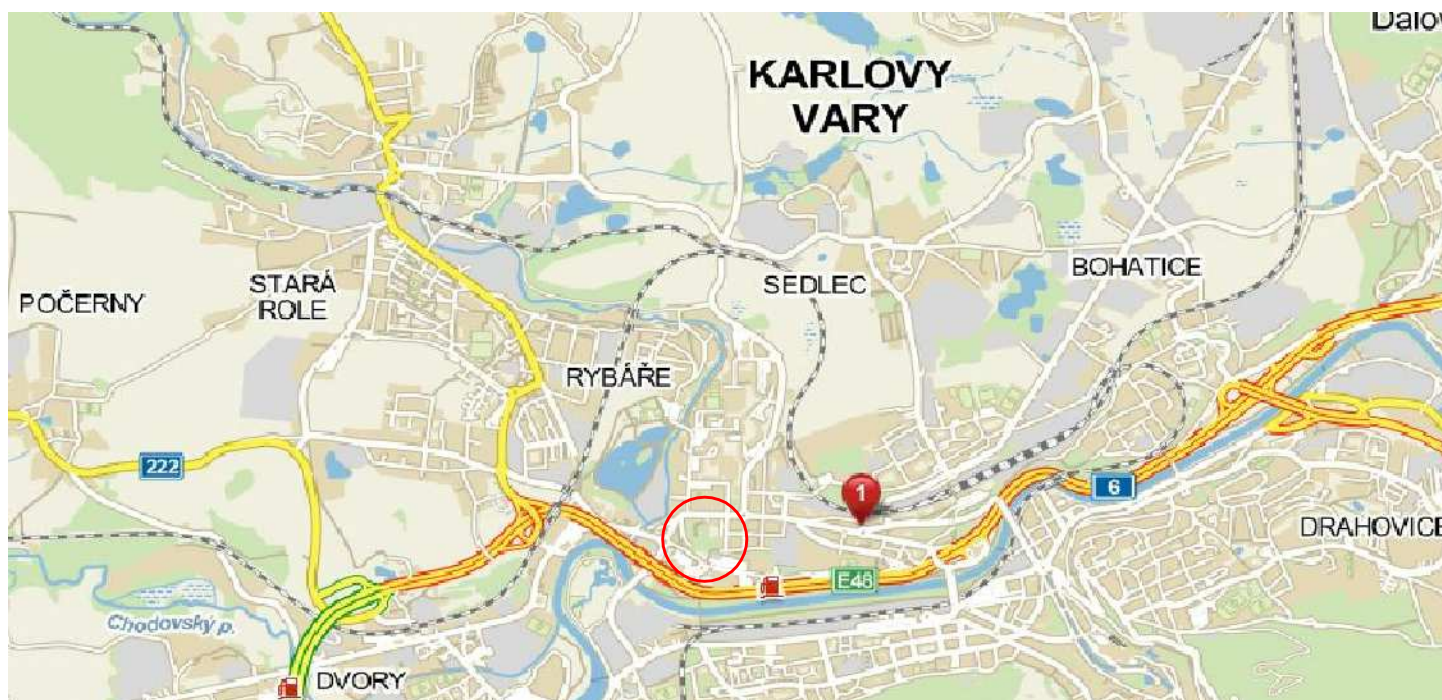 Dalov
KARLOVY
VARY
POČERNY
STARÁ
ROLE
SEDLEC
BOHATICE
RYBÁŘE
222
1
6
DRAHOVICE
E48
Chodovský p.
DVORY